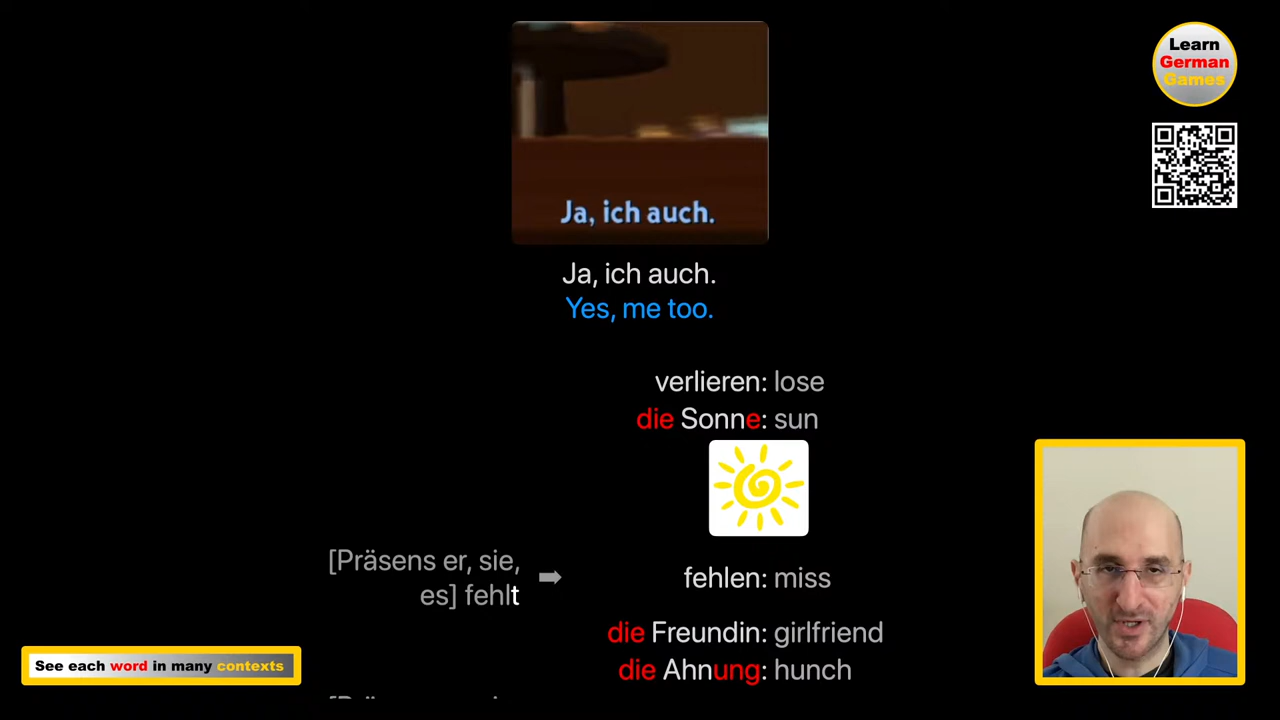 Learn
German
Games
Ja, ich auch.
Ja, ich auch.
Yes, me too.
verlieren: lose
die Sonne: sun
[Präsens er, sie,
es] fehlt
fehlen: miss
die Freundin: girlfriend
die Ahnung: hunch
See each word in many contexts